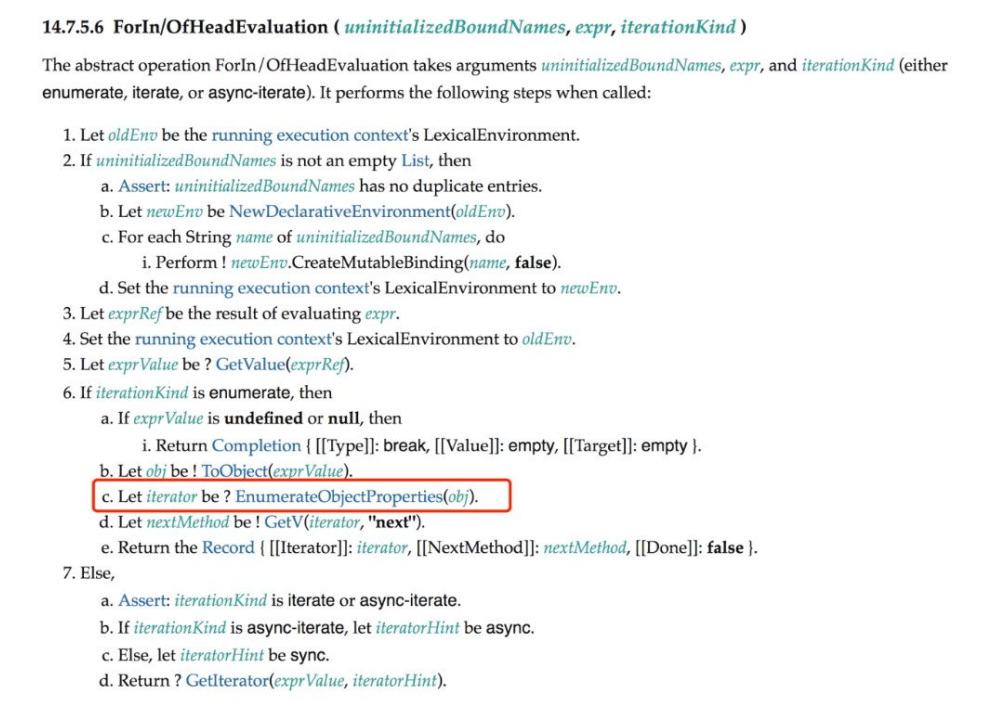 14.7.5.6 ForIn/OfHeadEvaluation ( uninitializedBoundNames, expr, iterationKind )
The abstract operation ForIn/OfHeadEvaluation takes arguments uninitializedBoundNames, expr, and iterationKind (either
enumerate, iterate, or async-iterate). It performs the following steps when called:
1. Let oldEnv be the running execution context's LexicalEnvironment.
2. If uninitializedBoundNames is not an empty List, then
a. Assert: uninitializedBoundNames has no duplicate entries.
b. Let newEnv be NewDeclarativeEnvironment(oldEnv).
c. For each String name of uninitializedBoundNames, do
i. Perform ! newEnv.CreateMutableBinding(name, false).
d. Set the running execution context's LexicalEnvironment to newEnv.
3. Let exprRef be the result of evaluating expr.
4. Set the running execution context's LexicalEnvironment to oldEnv.
5. Let exprValue be ? GetValue(exprRef).
6. If iterationKind is enumerate, then
a. If exprValue is undefined or null, then
i. Return Completion { [[Type]]: break, [[Value]]: empty, [[Target]]: empty }.
b. Let obj be ! ToObject(exprValue).
c. Let iterator be ? EnumerateObjectProperties(obj).
d. Let nextMethod be ! GetV(iterator, "next").
e. Return the Record { [[Iterator]]: iterator, [[NextMethod]]: nextMethod, [[Done]]: false }.
7. Else,
a. Assert: iterationKind is iterate or async-iterate.
b. If iterationKind is async-iterate, let iteratorHint be async.
c. Else, let iteratorHint be sync.
d. Return ? GetIterator(exprValue, iteratorHint).